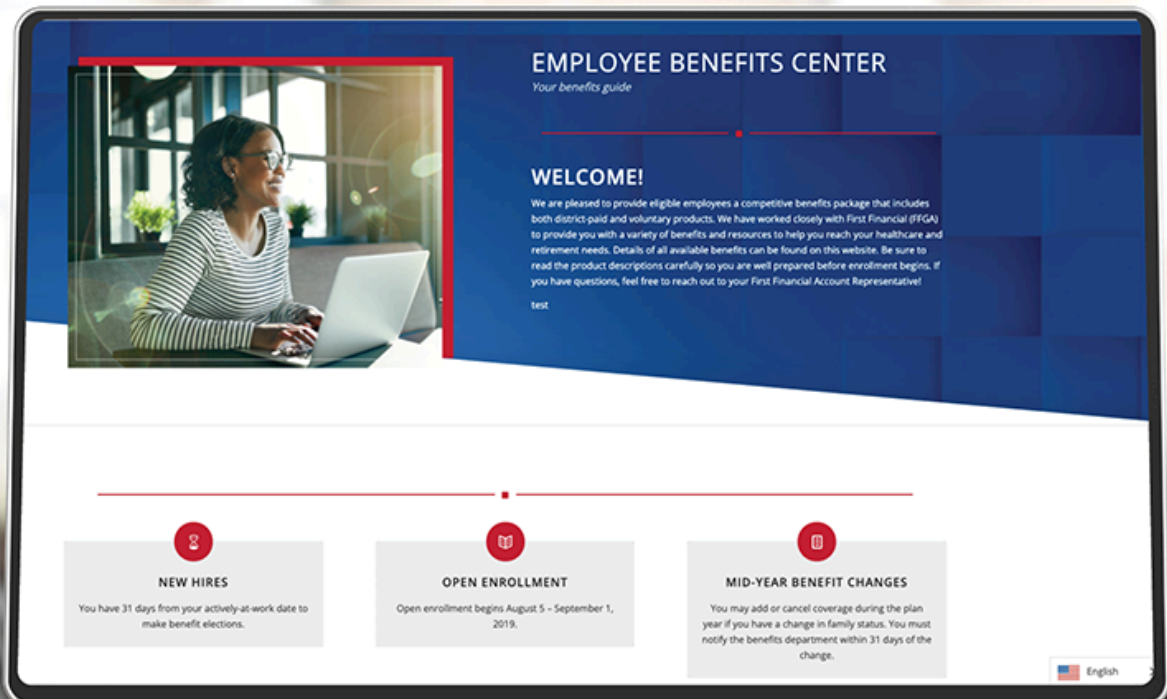 EMPLOYEE BENEFITS CENTER
Your benefits guide
WELCOME!
We are pleased to provide eligible employees a competitive benefits package that includes
both district-paid and voluntary products. We have worked closely with First Financial (FFGA)
to provide you with a variety of benefits and resources to help you reach your healthcare and
retirement needs. Details of all available benefits can be found on this website. Be sure to
read the product descriptions carefully so you are well prepared before enrollment begins. If
you have questions, feel free to reach out to your First Financial Account Representative!
test
NEW HIRES
You have 31 days from your actively-at-work date to
make benefit elections.
OPEN ENROLLMENT
Open enrollment begins August 5 – September 1,
2019.
MID-YEAR BENEFIT CHANGES
You may add or cancel coverage during the plan
year if you have a change in family status. You must
notify the benefits department within 31 days of the
change.
English